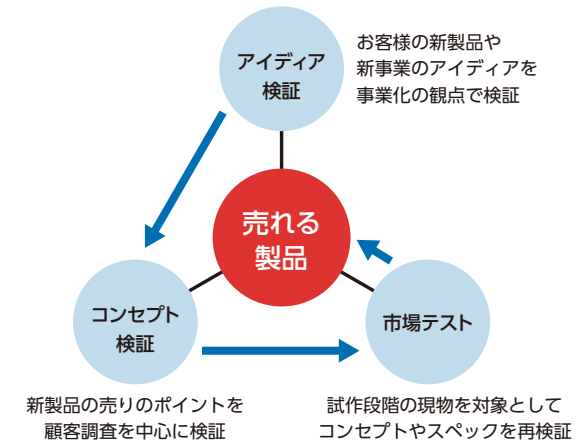 アイディア
検証
お客様の新製品や
新事業のアイディアを
事業化の観点で検証
売れる
製品
コンセプト
検証
市場テスト
新製品の売りのポイントを
顧客調査を中心に検証
試作段階の現物を対象として
コンセプトやスペックを再検証